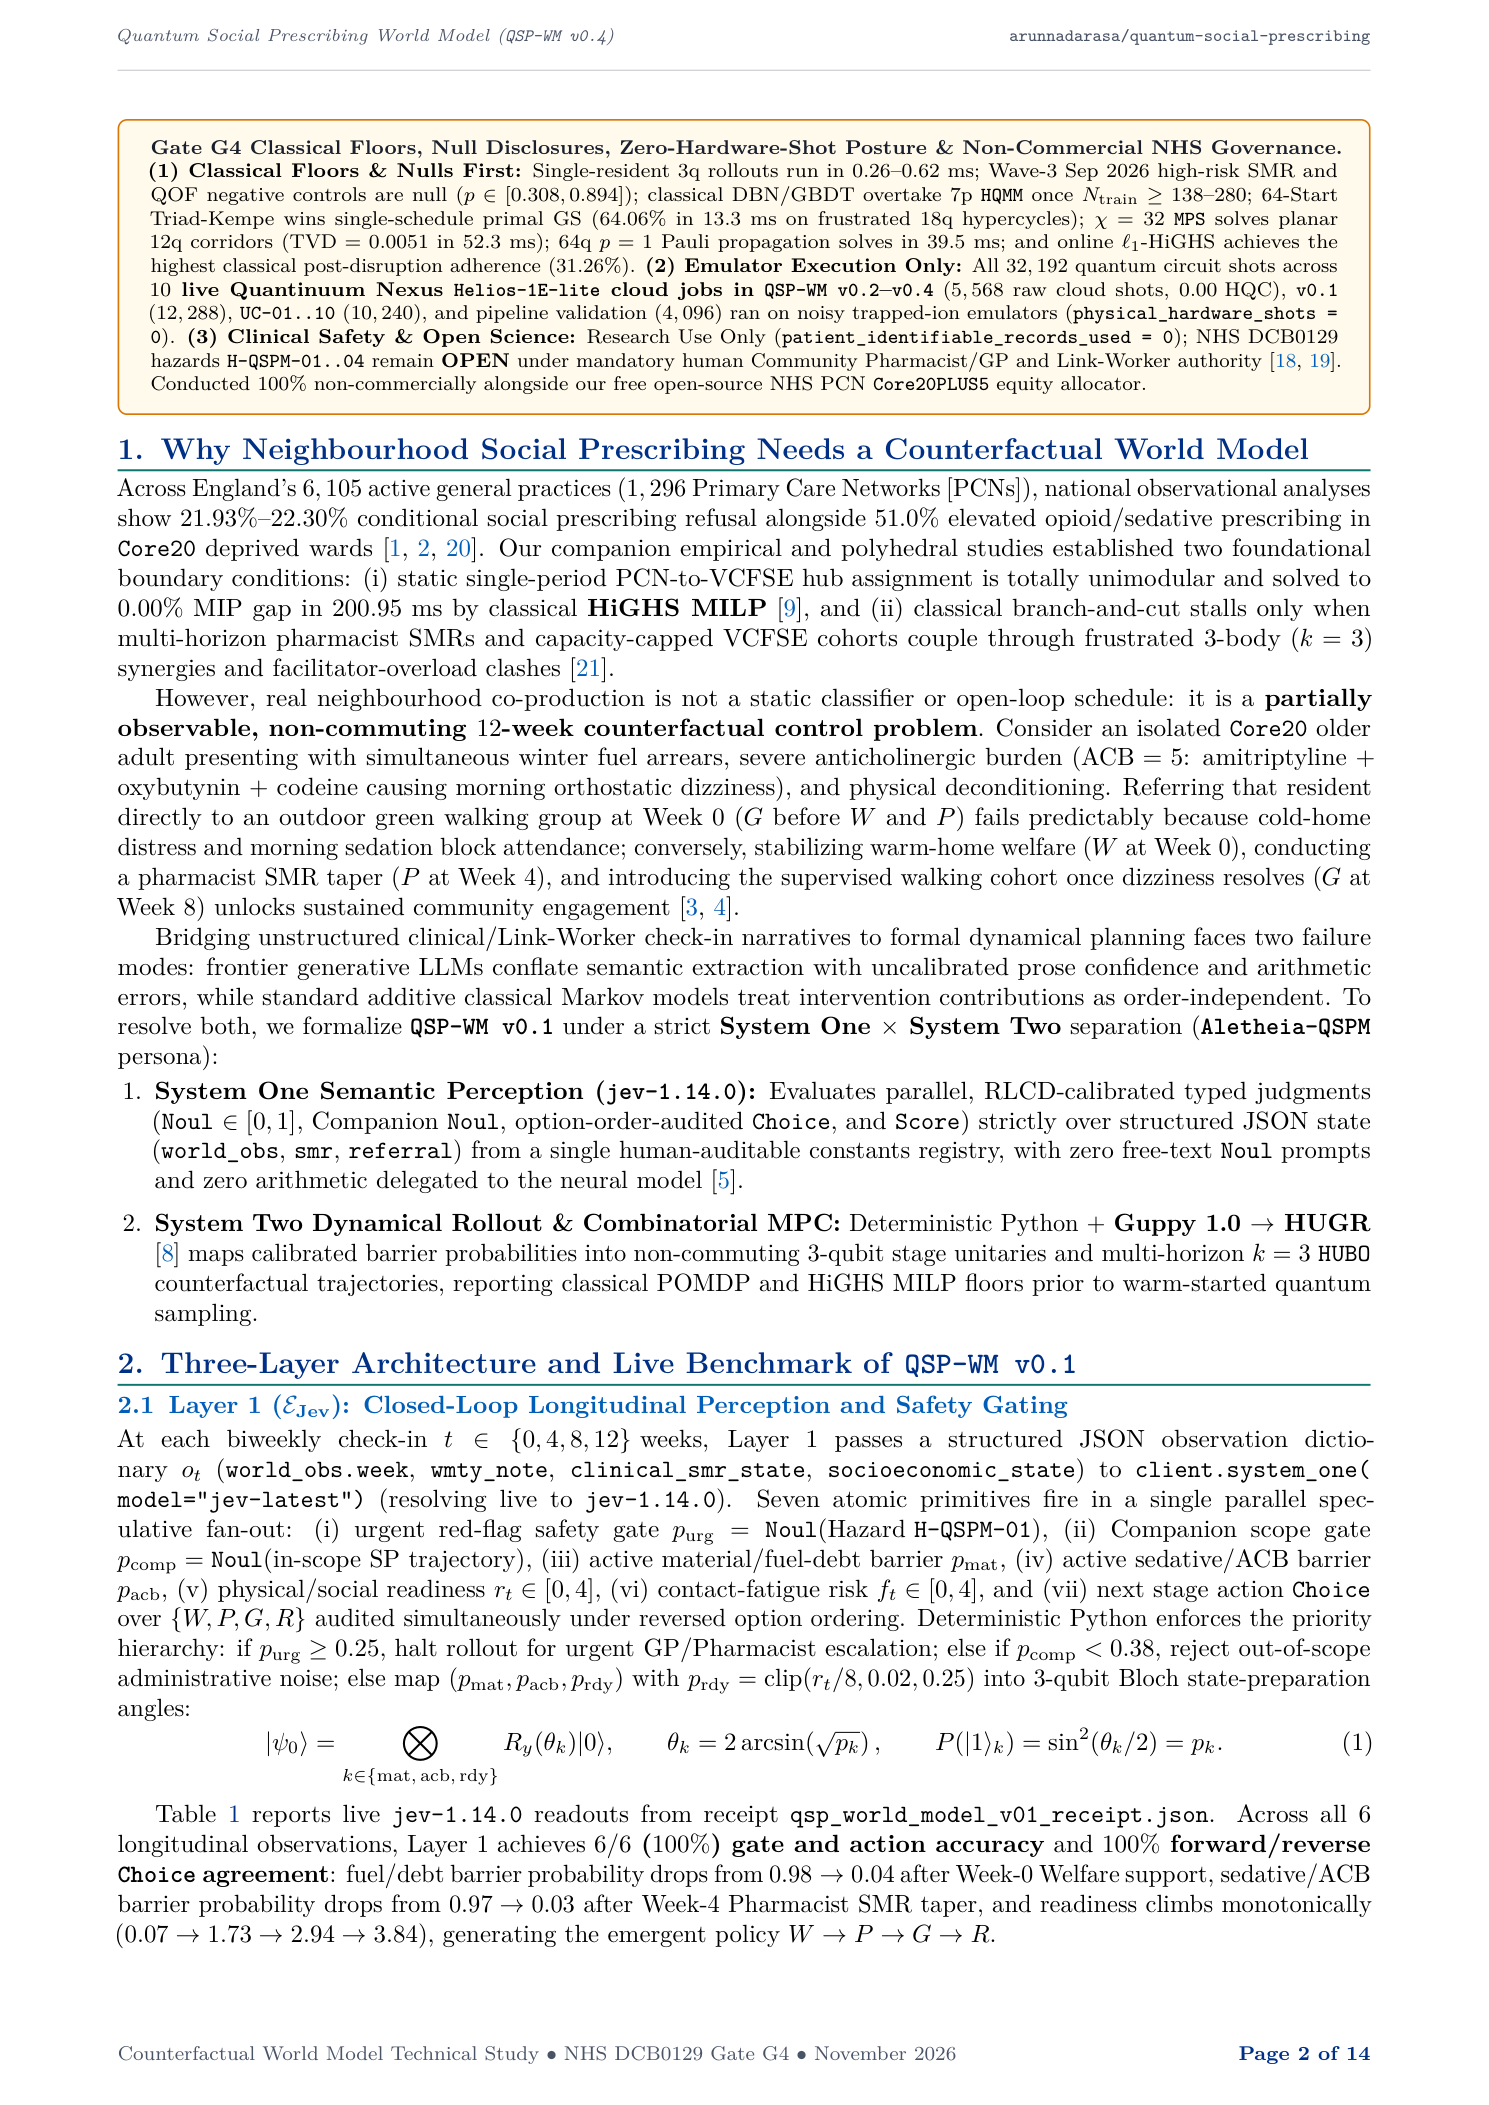 Quantum Social Prescribing World Model (QSP-WM v0.4)
arunnadarasa/quantum-social-prescribing
Gate G4 Classical Floors, Null Disclosures, Zero-Hardware-Shot Posture & Non-Commercial NHS Governance.
(1) Classical Floors & Nulls First: Single-resident 3q rollouts run in 0.26–0.62 ms; Wave-3 Sep 2026 high-risk SMR and
QOF negative controls are null (p ∈ [0.308, 0.894]); classical DBN/GBDT overtake 7p HQMM once N_train ≥ 138–280; 64-Start
Triad-Kempe wins single-schedule primal GS (64.06% in 13.3 ms on frustrated 18q hypercycles); χ = 32 MPS solves planar
12q corridors (TVD = 0.0051 in 52.3 ms); 64q p = 1 Pauli propagation solves in 39.5 ms; and online ℓ₁-HiGHS achieves the
highest classical post-disruption adherence (31.26%). (2) Emulator Execution Only: All 32,192 quantum circuit shots across
10 live Quantinuum Nexus Helios-1E-lite cloud jobs in QSP-WM v0.2–v0.4 (5,568 raw cloud shots, 0.00 HQC), v0.1
(12,288), UC-01..10 (10,240), and pipeline validation (4,096) ran on noisy trapped-ion emulators (physical_hardware_shots =
0). (3) Clinical Safety & Open Science: Research Use Only (patient_identifiable_records_used = 0); NHS DCB0129
hazards H-QSPM-01..04 remain OPEN under mandatory human Community Pharmacist/GP and Link-Worker authority [18, 19].
Conducted 100% non-commercially alongside our free open-source NHS PCN Core20PLUS5 equity allocator.
1. Why Neighbourhood Social Prescribing Needs a Counterfactual World Model
Across England's 6,105 active general practices (1,296 Primary Care Networks [PCNs]), national observational analyses
show 21.93%–22.30% conditional social prescribing refusal alongside 51.0% elevated opioid/sedative prescribing in
Core20 deprived wards [1, 2, 20]. Our companion empirical and polyhedral studies established two foundational
boundary conditions: (i) static single-period PCN-to-VCFSE hub assignment is totally unimodular and solved to
0.00% MIP gap in 200.95 ms by classical HiGHS MILP [9], and (ii) classical branch-and-cut stalls only when
multi-horizon pharmacist SMRs and capacity-capped VCFSE cohorts couple through frustrated 3-body (k = 3)
synergies and facilitator-overload clashes [21].
However, real neighbourhood co-production is not a static classifier or open-loop schedule: it is a partially
observable, non-commuting 12-week counterfactual control problem. Consider an isolated Core20 older
adult presenting with simultaneous winter fuel arrears, severe anticholinergic burden (ACB = 5: amitriptyline +
oxybutynin + codeine causing morning orthostatic dizziness), and physical deconditioning. Referring that resident
directly to an outdoor green walking group at Week 0 (G before W and P) fails predictably because cold-home
distress and morning sedation block attendance; conversely, stabilizing warm-home welfare (W at Week 0), conducting
a pharmacist SMR taper (P at Week 4), and introducing the supervised walking cohort once dizziness resolves (G at
Week 8) unlocks sustained community engagement [3, 4].
Bridging unstructured clinical/Link-Worker check-in narratives to formal dynamical planning faces two failure
modes: frontier generative LLMs conflate semantic extraction with uncalibrated prose confidence and arithmetic
errors, while standard additive classical Markov models treat intervention contributions as order-independent. To
resolve both, we formalize QSP-WM v0.1 under a strict System One × System Two separation (Aletheia-QSPM
persona):
1. System One Semantic Perception (jev-1.14.0): Evaluates parallel, RLCD-calibrated typed judgments
(Noul ∈ [0, 1], Companion Noul, option-order-audited Choice, and Score) strictly over structured JSON state
(world_obs, smr, referral) from a single human-auditable constants registry, with zero free-text Noul prompts
and zero arithmetic delegated to the neural model [5].
2. System Two Dynamical Rollout & Combinatorial MPC: Deterministic Python + Guppy 1.0 → HUGR
[8] maps calibrated barrier probabilities into non-commuting 3-qubit stage unitaries and multi-horizon k = 3 HUBO
counterfactual trajectories, reporting classical POMDP and HiGHS MILP floors prior to warm-started quantum
sampling.
2. Three-Layer Architecture and Live Benchmark of QSP-WM v0.1
2.1 Layer 1 (ℰ_Jev): Closed-Loop Longitudinal Perception and Safety Gating
At each biweekly check-in t ∈ {0, 4, 8, 12} weeks, Layer 1 passes a structured JSON observation dictio-
nary o_t (world_obs.week, wmty_note, clinical_smr_state, socioeconomic_state) to client.system_one(
model="jev-latest") (resolving live to jev-1.14.0). Seven atomic primitives fire in a single parallel spec-
ulative fan-out: (i) urgent red-flag safety gate p_urg = Noul(Hazard H-QSPM-01), (ii) Companion scope gate
p_comp = Noul(in-scope SP trajectory), (iii) active material/fuel-debt barrier p_mat, (iv) active sedative/ACB barrier
p_acb, (v) physical/social readiness r_t ∈ [0, 4], (vi) contact-fatigue risk f_t ∈ [0, 4], and (vii) next stage action Choice
over {W, P, G, R} audited simultaneously under reversed option ordering. Deterministic Python enforces the priority
hierarchy: if p_urg ≥ 0.25, halt rollout for urgent GP/Pharmacist escalation; else if p_comp < 0.38, reject out-of-scope
administrative noise; else map (p_mat, p_acb, p_rdy) with p_rdy = clip(r_t/8, 0.02, 0.25) into 3-qubit Bloch state-preparation
angles:
|ψ₀⟩ = ⨂_{k∈{mat, acb, rdy}} R_y(θ_k)|0⟩, θ_k = 2 arcsin(√p_k), P(|1⟩_k) = sin²(θ_k/2) = p_k. (1)
Table 1 reports live jev-1.14.0 readouts from receipt qsp_world_model_v01_receipt.json. Across all 6
longitudinal observations, Layer 1 achieves 6/6 (100%) gate and action accuracy and 100% forward/reverse
Choice agreement: fuel/debt barrier probability drops from 0.98 → 0.04 after Week-0 Welfare support, sedative/ACB
barrier probability drops from 0.97 → 0.03 after Week-4 Pharmacist SMR taper, and readiness climbs monotonically
(0.07 → 1.73 → 2.94 → 3.84), generating the emergent policy W → P → G → R.
Counterfactual World Model Technical Study • NHS DCB0129 Gate G4 • November 2026
Page 2 of 14